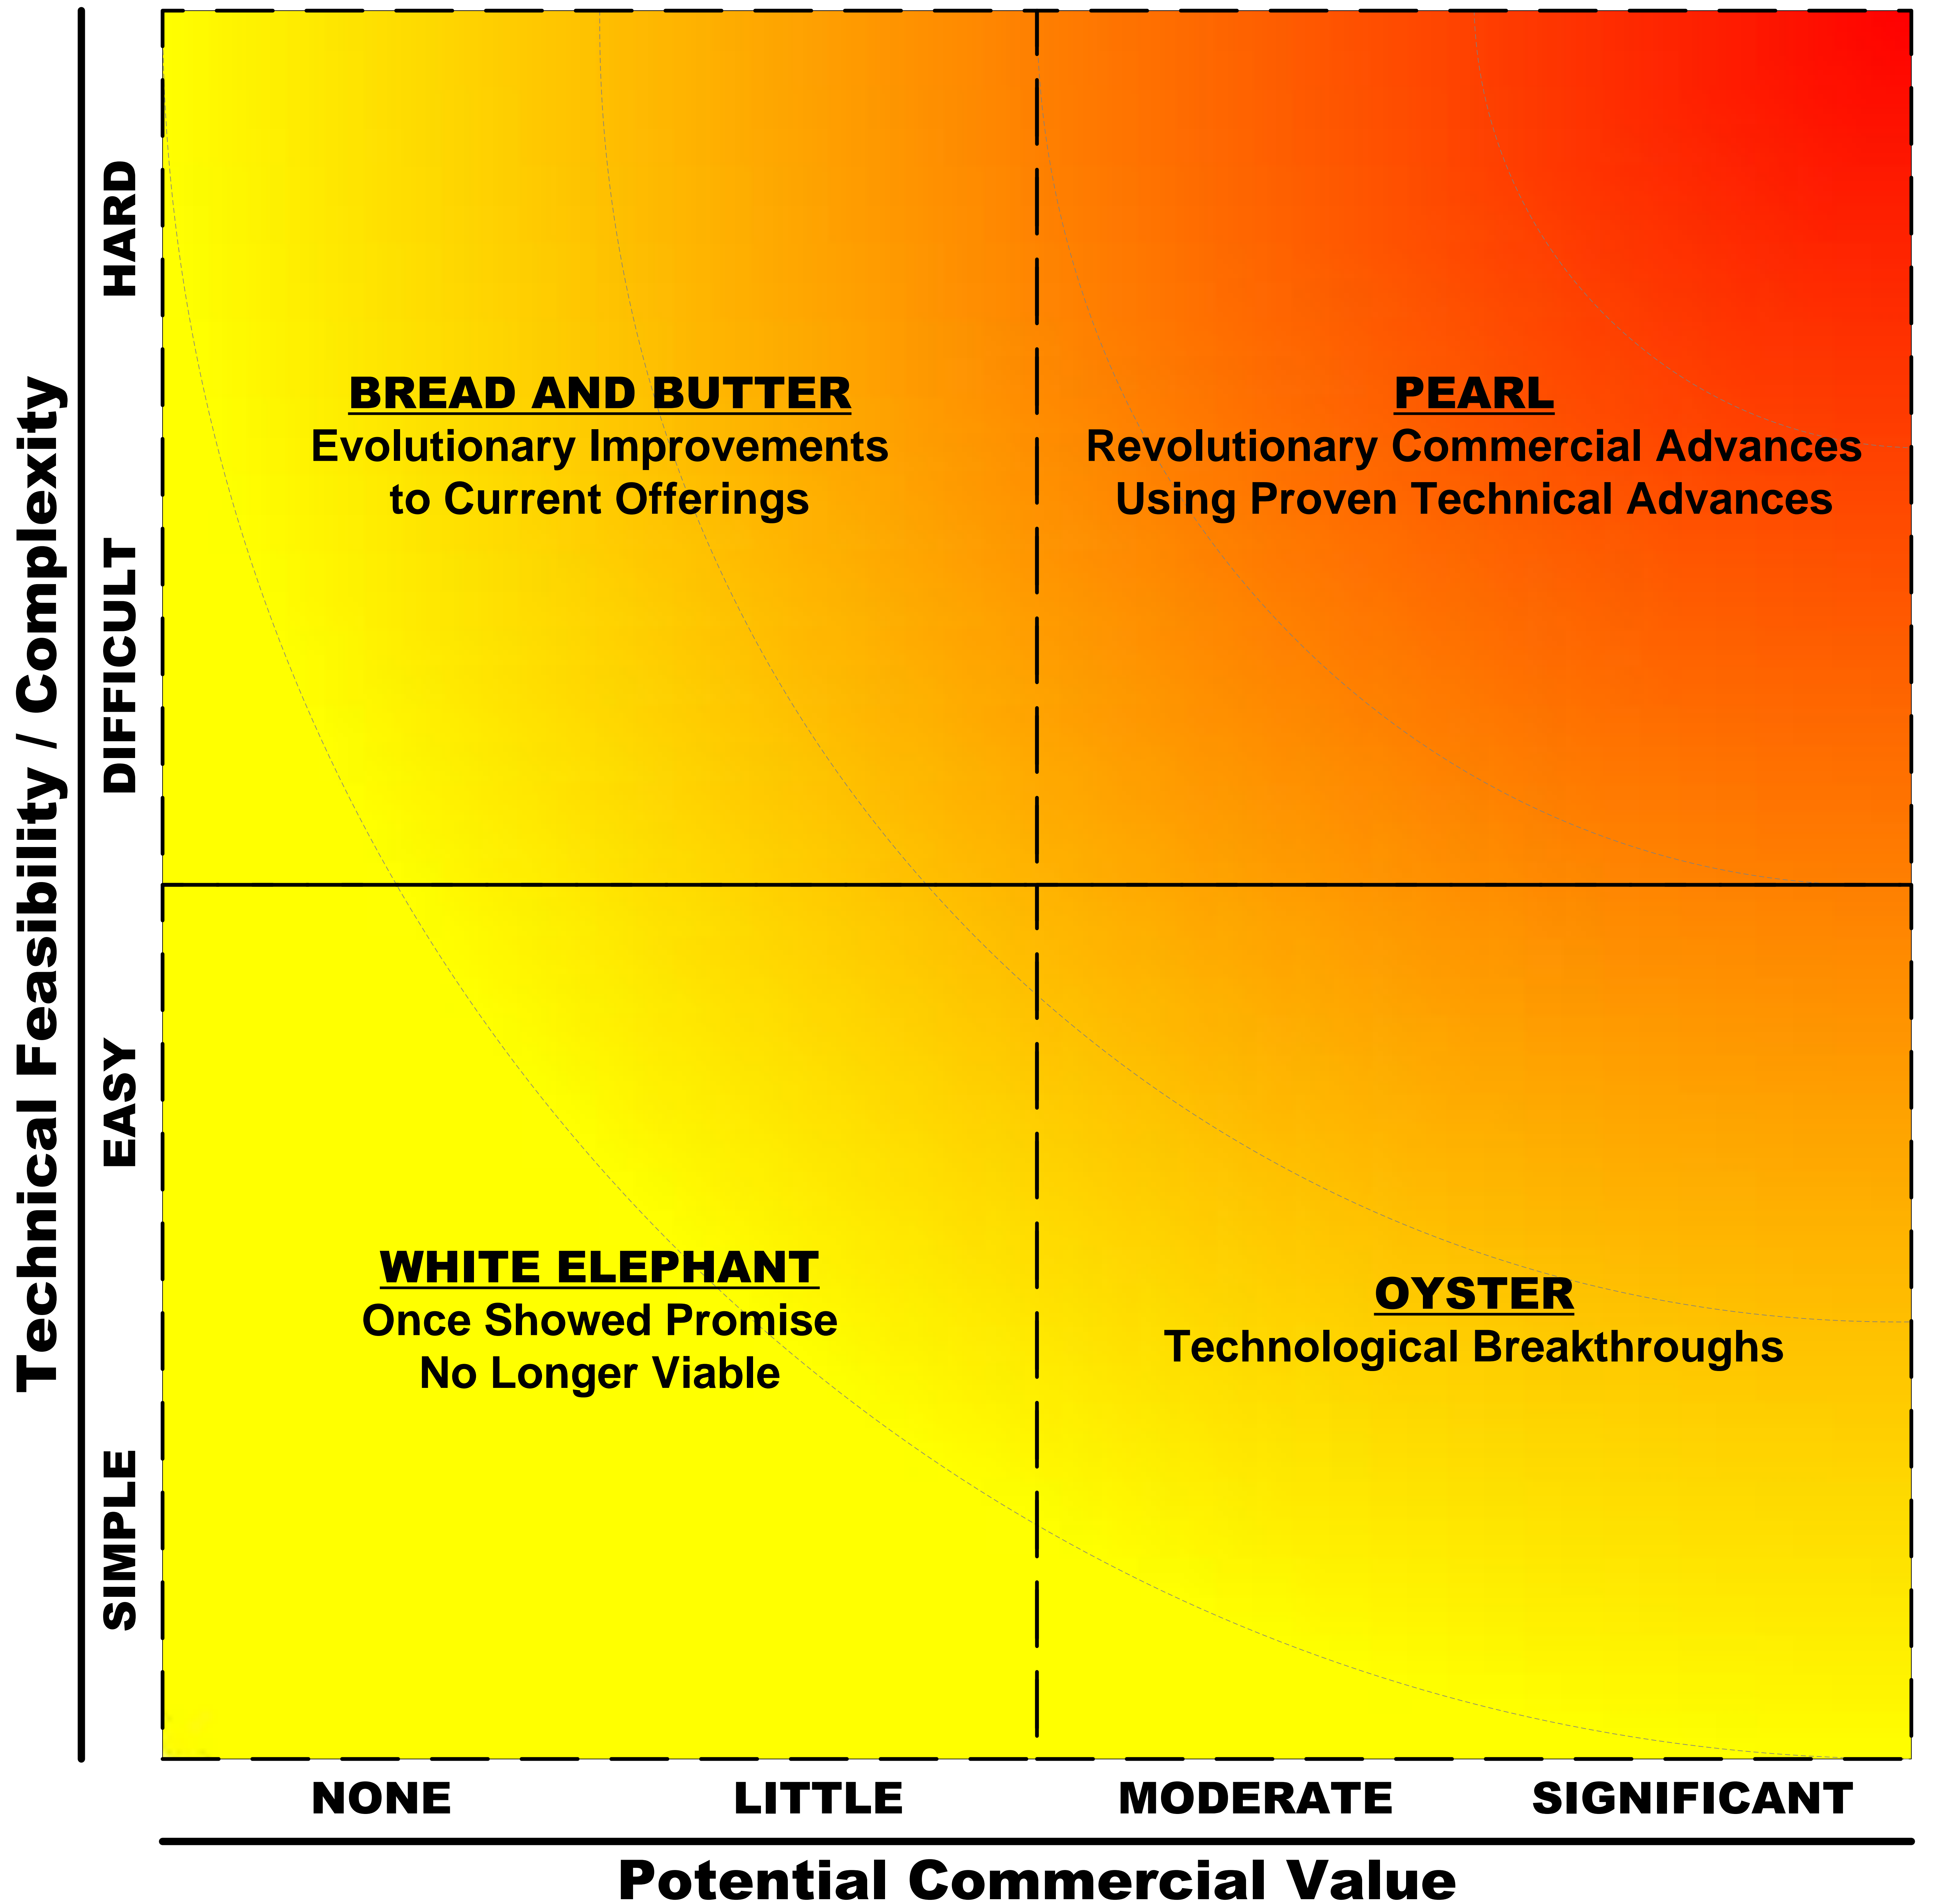 Technical Feasibility / Complexity
HARD
DIFFICULT
EASY
SIMPLE
BREAD AND BUTTER
Evolutionary Improvements
to Current Offerings
PEARL
Revolutionary Commercial Advances
Using Proven Technical Advances
WHITE ELEPHANT
Once Showed Promise
No Longer Viable
OYSTER
Technological Breakthroughs
NONE
LITTLE
MODERATE
SIGNIFICANT
Potential Commercial Value